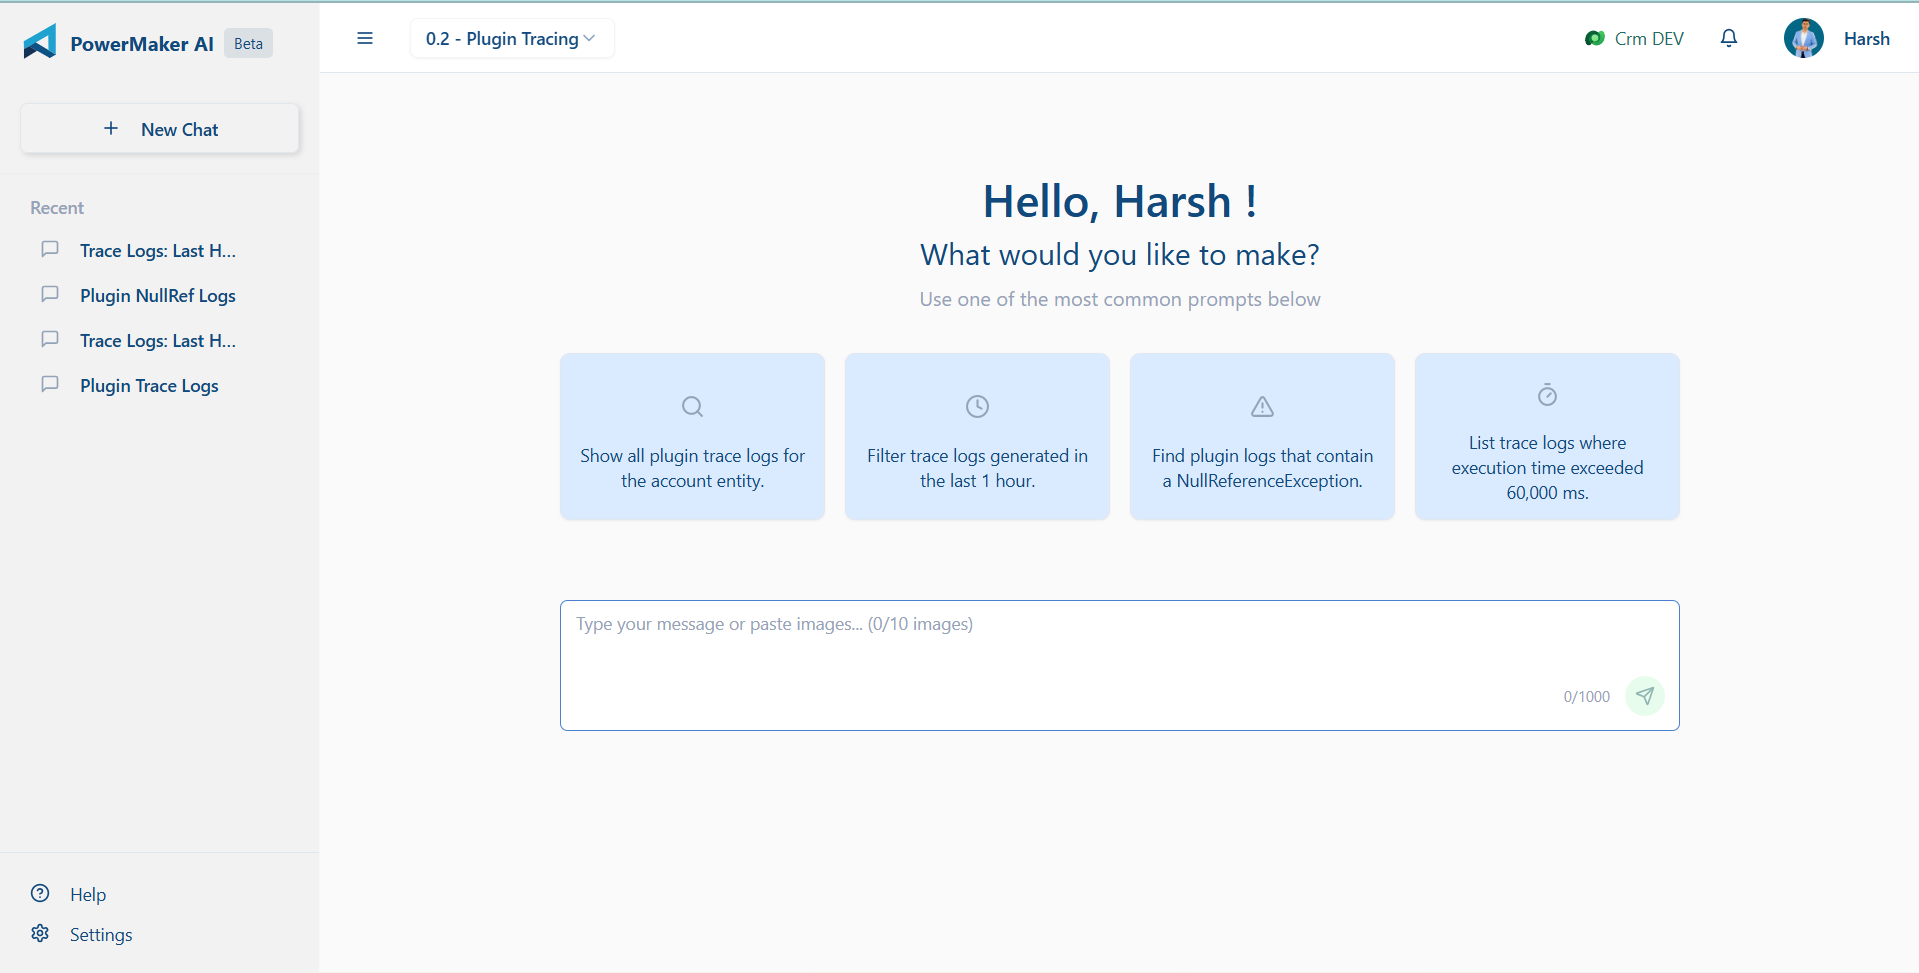 PowerMaker AI Beta
New Chat
Recent
Trace Logs: Last H...
Plugin NullRef Logs
Trace Logs: Last H...
Plugin Trace Logs
Help
Settings
0.2 - Plugin Tracing
Crm DEV
Harsh
Hello, Harsh !
What would you like to make?
Use one of the most common prompts below
Show all plugin trace logs for
the account entity.
Filter trace logs generated in
the last 1 hour.
Find plugin logs that contain
a NullReferenceException.
List trace logs where
execution time exceeded
60,000 ms.
Type your message or paste images... (0/10 images)
0/1000